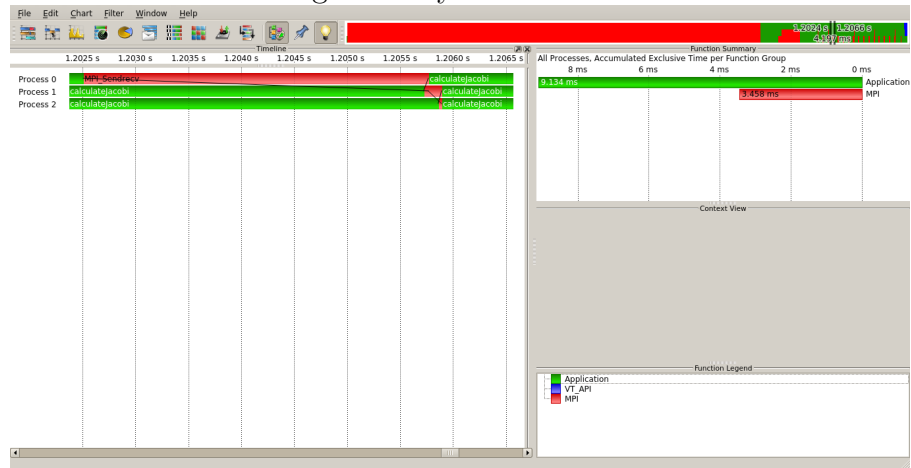 File Edit Chart Filter Window Help
1.2024 s 1.2066 s
4.197 ms
Timeline
1.2025 s 1.2030 s 1.2035 s 1.2040 s 1.2045 s 1.2050 s 1.2055 s 1.2060 s 1.2065 s
Process 0 MPI_Sendrecv calculateJacobi
Process 1 calculateJacobi calculateJacobi
Process 2 calculateJacobi calculateJacobi
Function Summary
All Processes, Accumulated Exclusive Time per Function Group
8 ms 6 ms 4 ms 2 ms 0 ms
9.134 ms Application
3.458 ms MPI
Context View
Function Legend
Application
VT_API
MPI